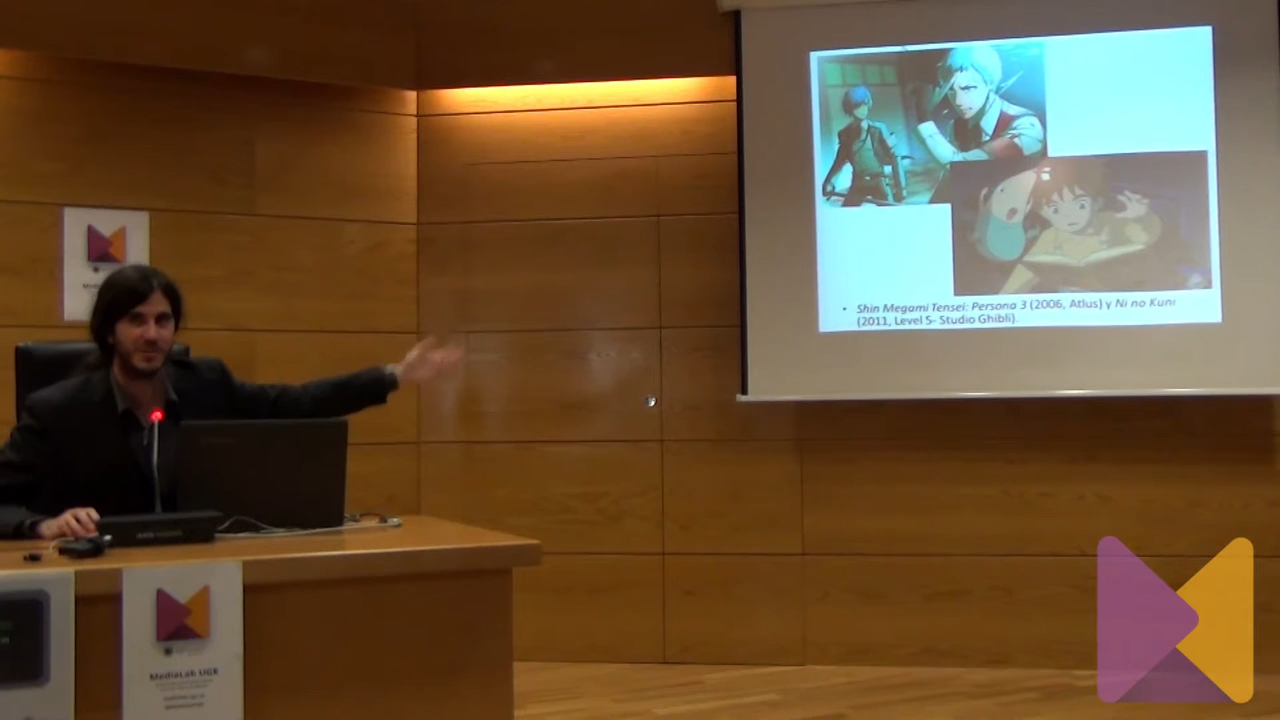 • Shin Megami Tensei: Persona 3 (2006, Atlus) y Ni no Kuni
(2011, Level 5- Studio Ghibli).
MediaLab UGR